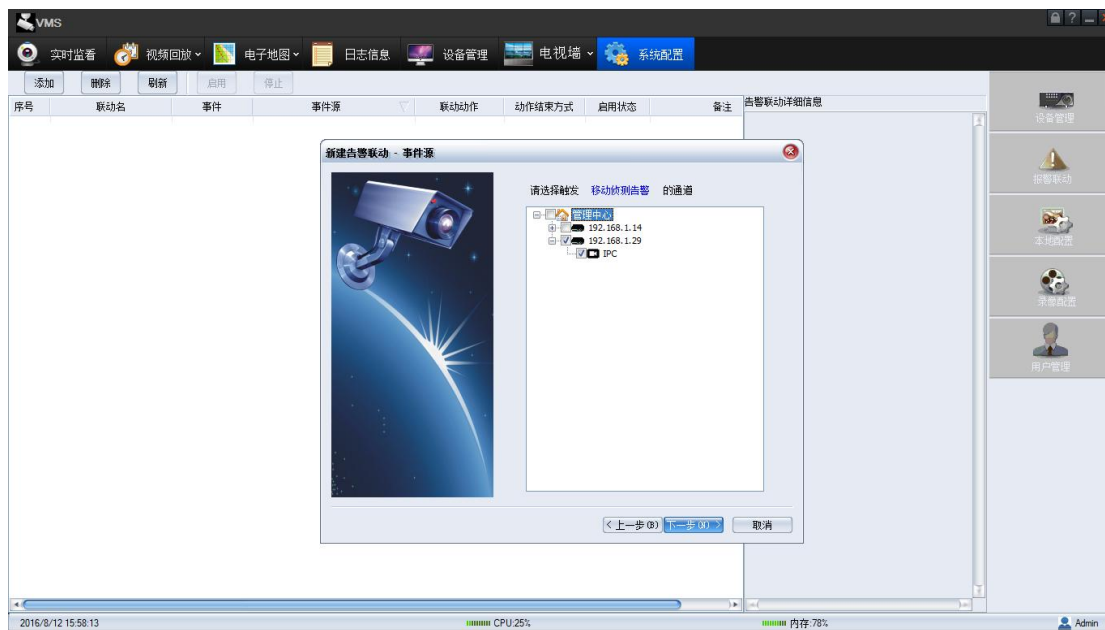 VMS
实时监看 视频回放 电子地图 日志信息 设备管理 电视墙 系统配置
添加 删除 刷新 启用 停止
序号 联动名 事件 事件源 联动动作 动作结束方式 启用状态 备注 告警联动详细信息
设备管理
报警联动
本地配置
录像配置
用户管理
新建告警联动 - 事件源
请选择触发 移动侦测告警 的通道
管理中心
192.168.1.14
192.168.1.29
IPC
< 上一步(B) 下一步(N) > 取消
2016/8/12 15:58:13 CPU:25% 内存:78% Admin